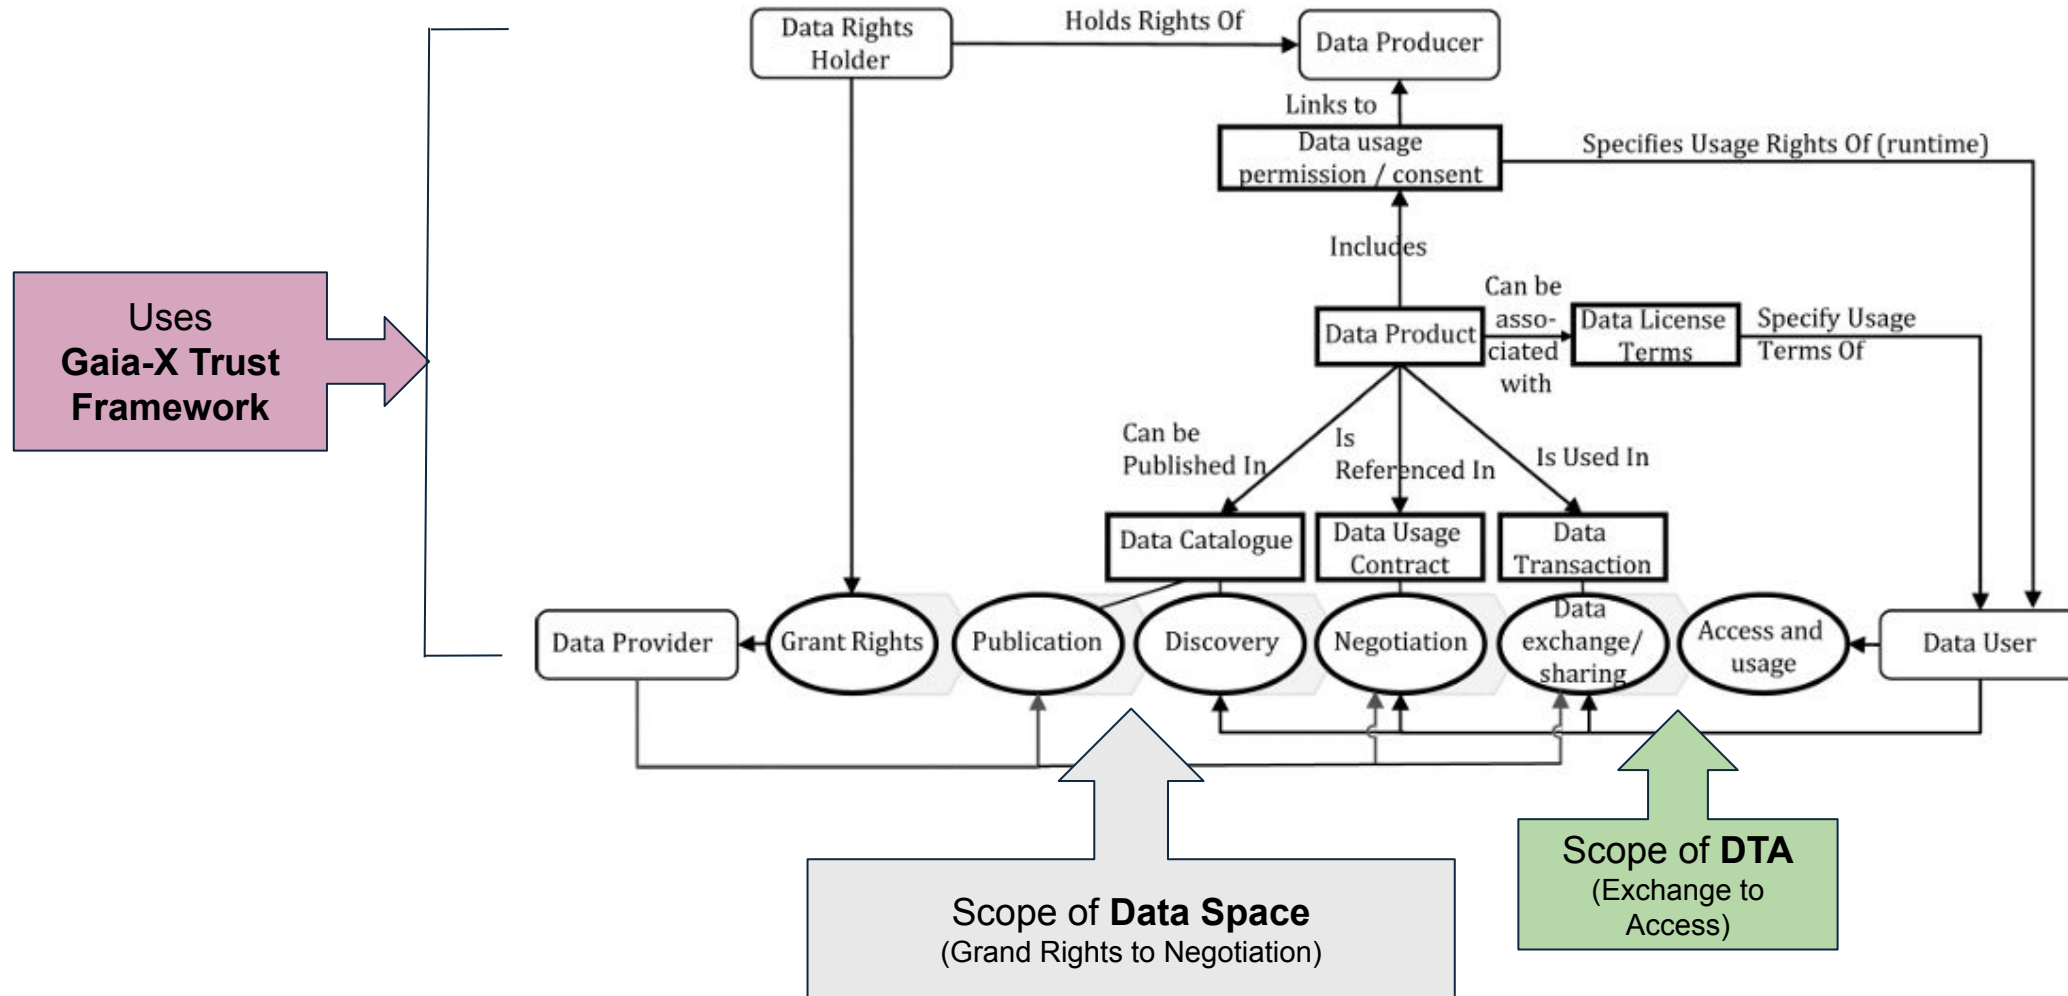 Data Rights
Holder
Holds Rights Of
Data Producer
Links to
Data usage
permission / consent
Specifies Usage Rights Of (runtime)
Includes
Uses
Gaia-X Trust
Framework
Data Product
Can be
asso-
ciated
with
Data License
Terms
Specify Usage
Terms Of
Can be
Published In
Is
Referenced In
Is Used In
Data Catalogue
Data Usage
Contract
Data
Transaction
Data Provider
Grant Rights
Publication
Discovery
Negotiation
Data
exchange/
sharing
Access and
usage
Data User
Scope of Data Space
(Grand Rights to Negotiation)
Scope of DTA
(Exchange to
Access)